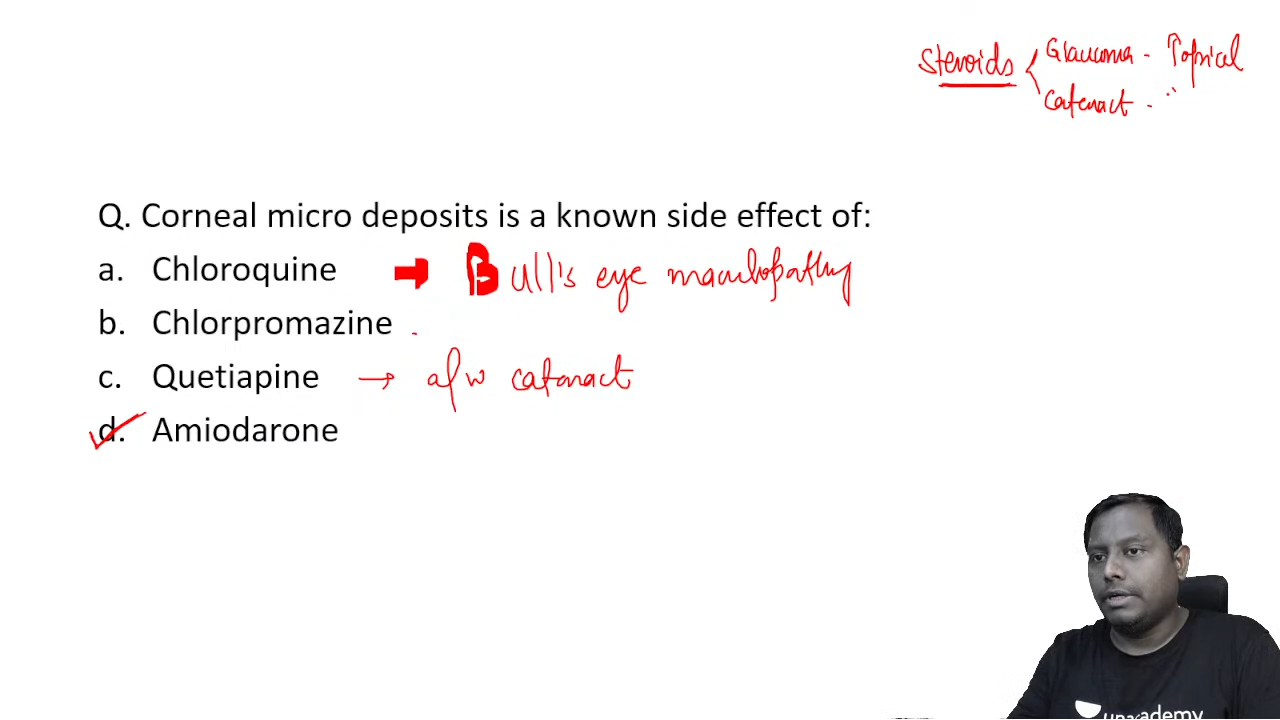 Steroids < Glaucoma - Topical
Cataract - "
Q. Corneal micro deposits is a known side effect of:
a. Chloroquine → Bull's eye maculopathy
b. Chlorpromazine
c. Quetiapine → a/w cataract
d. Amiodarone
unacademy